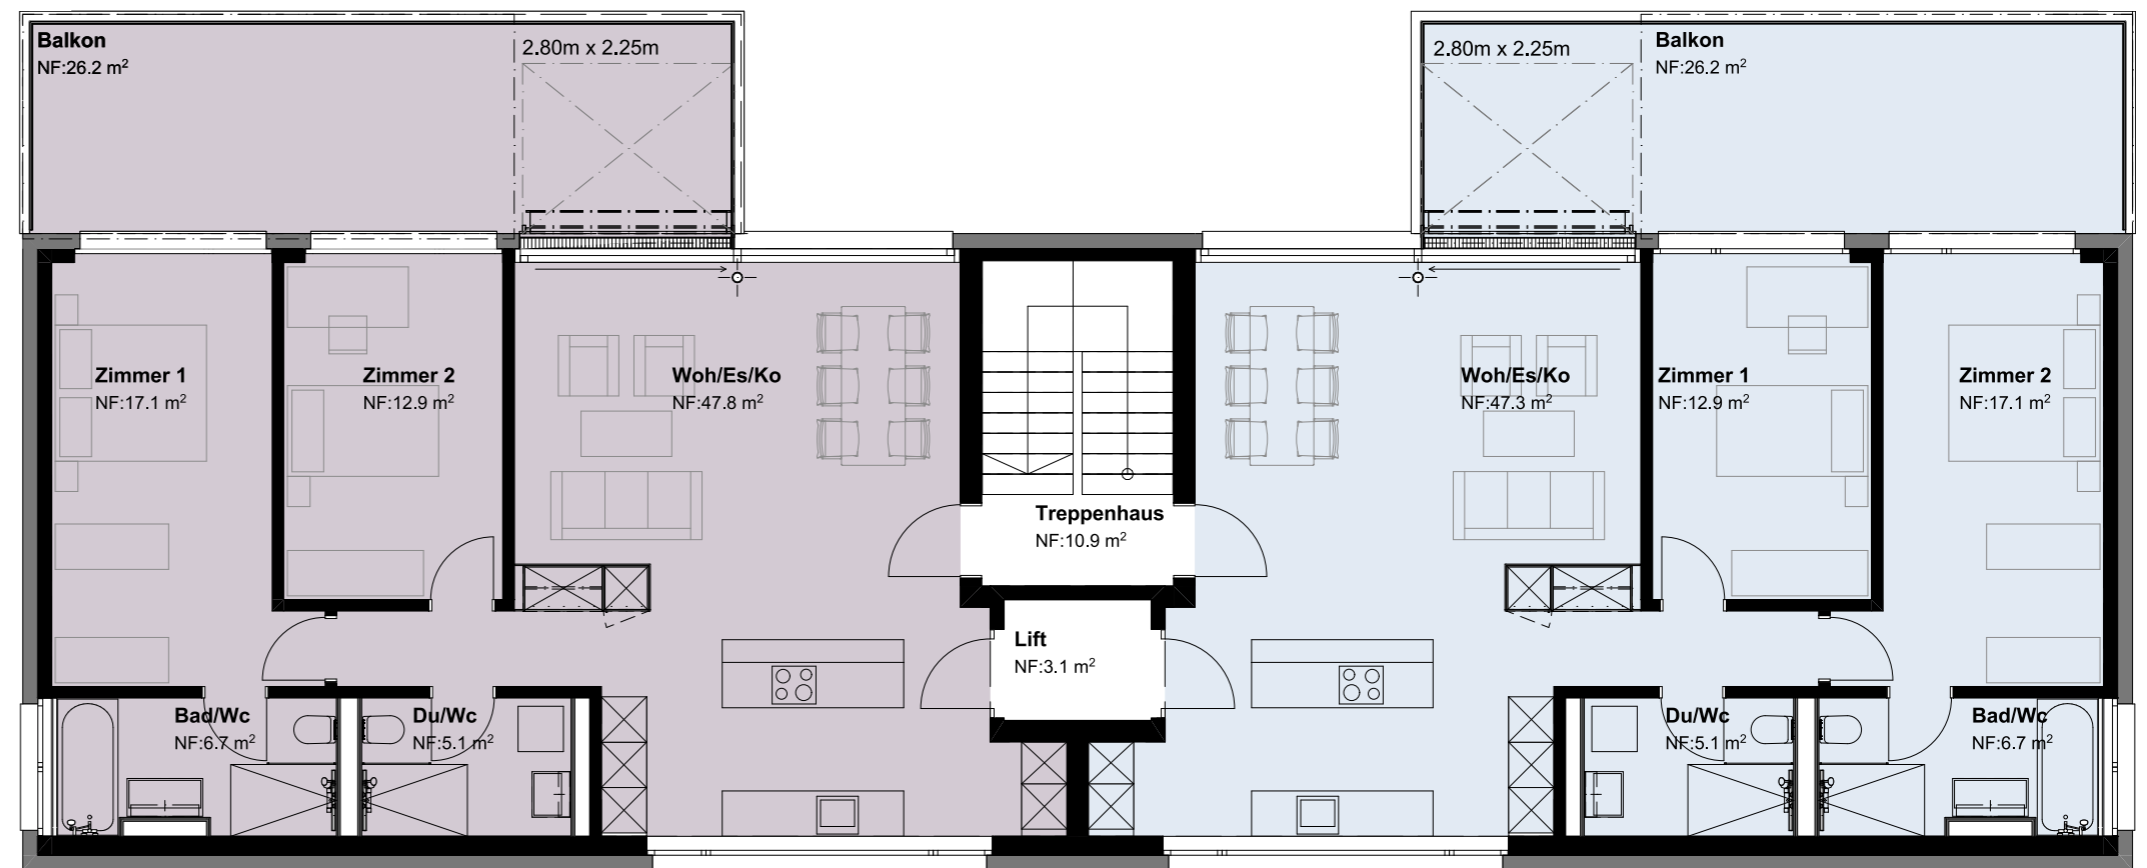 Balkon
NF:26.2 m²
2.80m x 2.25m
2.80m x 2.25m
Balkon
NF:26.2 m²
Zimmer 1
NF:17.1 m²
Zimmer 2
NF:12.9 m²
Woh/Es/Ko
NF:47.8 m²
Woh/Es/Ko
NF:47.3 m²
Zimmer 1
NF:12.9 m²
Zimmer 2
NF:17.1 m²
Treppenhaus
NF:10.9 m²
Lift
NF:3.1 m²
Bad/Wc
NF:6.7 m²
Du/Wc
NF:5.1 m²
Du/Wc
NF:5.1 m²
Bad/Wc
NF:6.7 m²